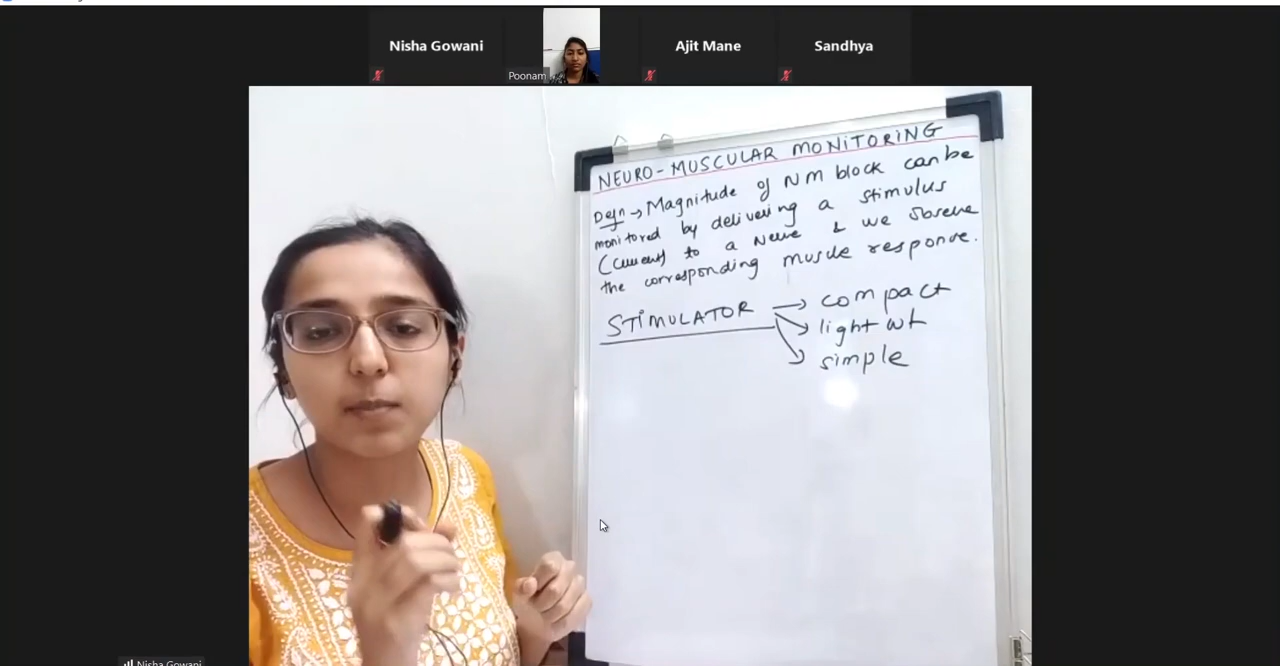 Nisha Gowani
Poonam
Ajit Mane
Sandhya
NEURO-MUSCULAR MONITORING
Defn → Magnitude of NM block can be
monitored by delivering a stimulus
(current) to a Nerve & we observe
the corresponding muscle response.
STIMULATOR → compact
→ light wt
→ simple
Nisha Gowani